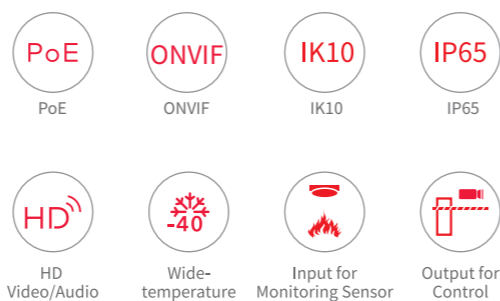 PoE ONVIF IK10 IP65
PoE ONVIF IK10 IP65
HD -40
HD Wide- Input for Output for
Video/Audio temperature Monitoring Sensor Control